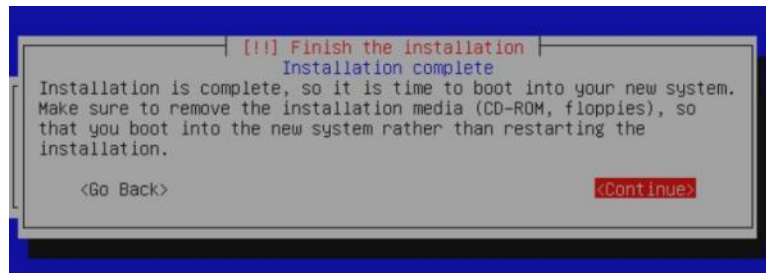 [!!] Finish the installation
Installation complete
Installation is complete, so it is time to boot into your new system.
Make sure to remove the installation media (CD-ROM, floppies), so
that you boot into the new system rather than restarting the
installation.
<Go Back> <Continue>